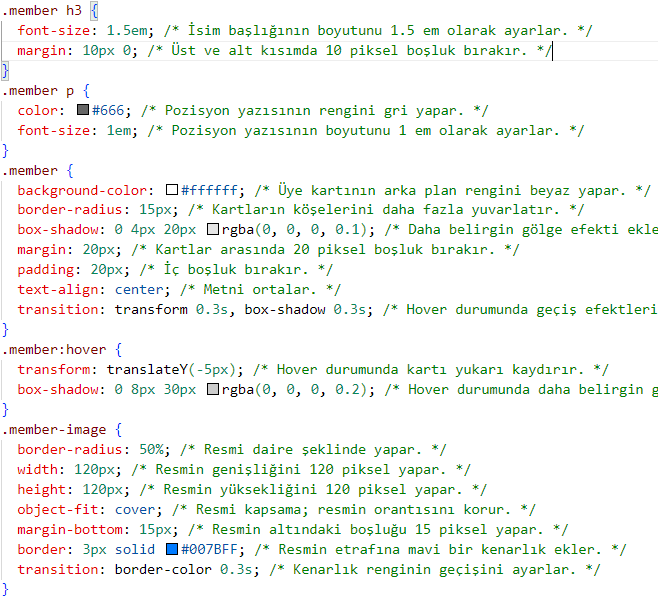 .member h3 {
font-size: 1.5em; /* İsim başlığının boyutunu 1.5 em olarak ayarlar. */
margin: 10px 0; /* Üst ve alt kısımda 10 piksel boşluk bırakır. */
}
.member p {
color: #666; /* Pozisyon yazısının rengini gri yapar. */
font-size: 1em; /* Pozisyon yazısının boyutunu 1 em olarak ayarlar. */
}
.member {
background-color: #ffffff; /* Üye kartının arka plan rengini beyaz yapar. */
border-radius: 15px; /* Kartların köşelerini daha fazla yuvarlatır. */
box-shadow: 0 4px 20px rgba(0, 0, 0, 0.1); /* Daha belirgin gölge efekti ekle
margin: 20px; /* Kartlar arasında 20 piksel boşluk bırakır. */
padding: 20px; /* İç boşluk bırakır. */
text-align: center; /* Metni ortalar. */
transition: transform 0.3s, box-shadow 0.3s; /* Hover durumunda geçiş efektleri
}
.member:hover {
transform: translateY(-5px); /* Hover durumunda kartı yukarı kaydırır. */
box-shadow: 0 8px 30px rgba(0, 0, 0, 0.2); /* Hover durumunda daha belirgin g
}
.member-image {
border-radius: 50%; /* Resmi daire şeklinde yapar. */
width: 120px; /* Resmin genişliğini 120 piksel yapar. */
height: 120px; /* Resmin yüksekliğini 120 piksel yapar. */
object-fit: cover; /* Resmi kapsama; resmin orantısını korur. */
margin-bottom: 15px; /* Resmin altındaki boşluğu 15 piksel yapar. */
border: 3px solid #007BFF; /* Resmin etrafına mavi bir kenarlık ekler. */
transition: border-color 0.3s; /* Kenarlık renginin geçişini ayarlar. */
}